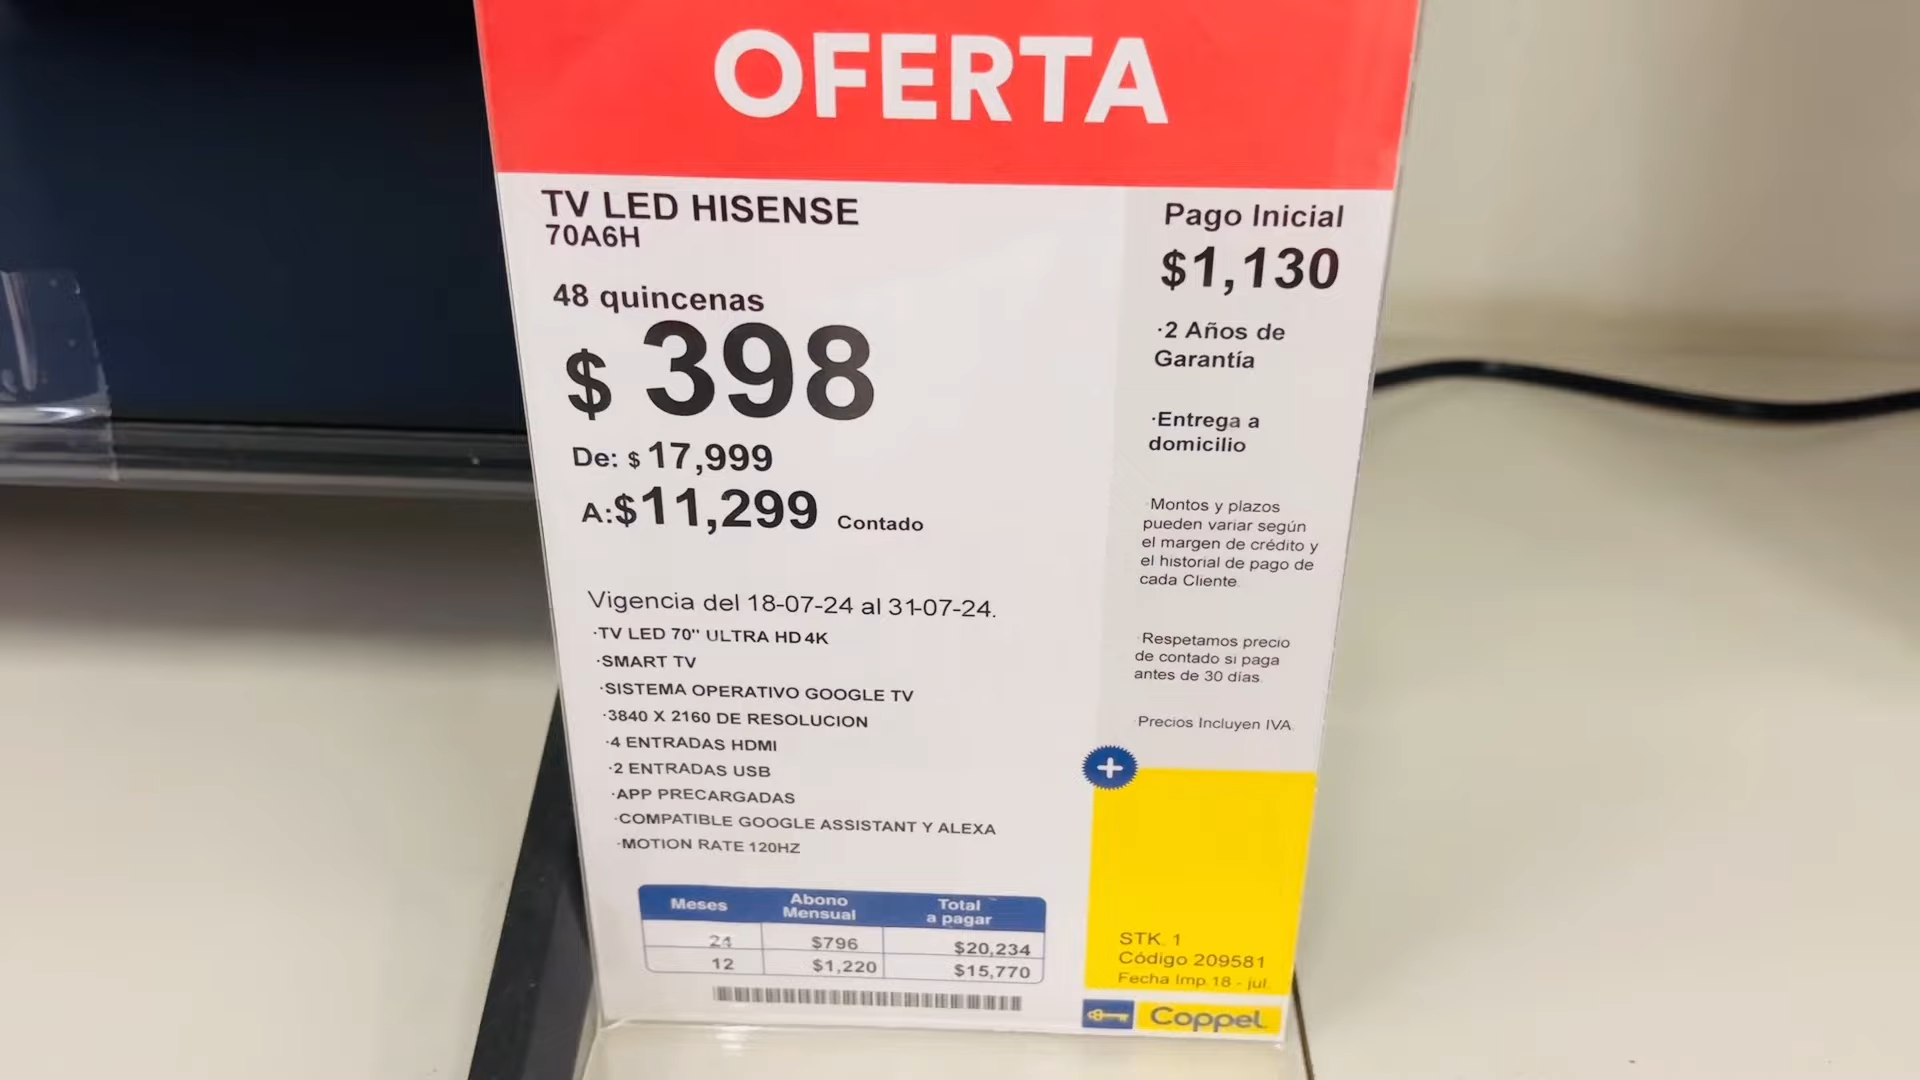 OFERTA
TV LED HISENSE
70A6H
48 quincenas
$ 398
De: $ 17,999
A:$11,299 Contado
Vigencia del 18-07-24 al 31-07-24.
·TV LED 70" ULTRA HD 4K
·SMART TV
·SISTEMA OPERATIVO GOOGLE TV
·3840 X 2160 DE RESOLUCION
·4 ENTRADAS HDMI
·2 ENTRADAS USB
·APP PRECARGADAS
·COMPATIBLE GOOGLE ASSISTANT Y ALEXA
·MOTION RATE 120HZ
Meses Abono Mensual Total a pagar
24 $796 $20,234
12 $1,220 $15,770
Pago Inicial
$1,130
·2 Años de
Garantía
·Entrega a
domicilio
·Montos y plazos
pueden variar según
el margen de crédito y
el historial de pago de
cada Cliente.
·Respetamos precio
de contado si paga
antes de 30 días.
·Precios Incluyen IVA.
+
STK. 1
Código 209581
Fecha Imp.18 - jul.
Coppel